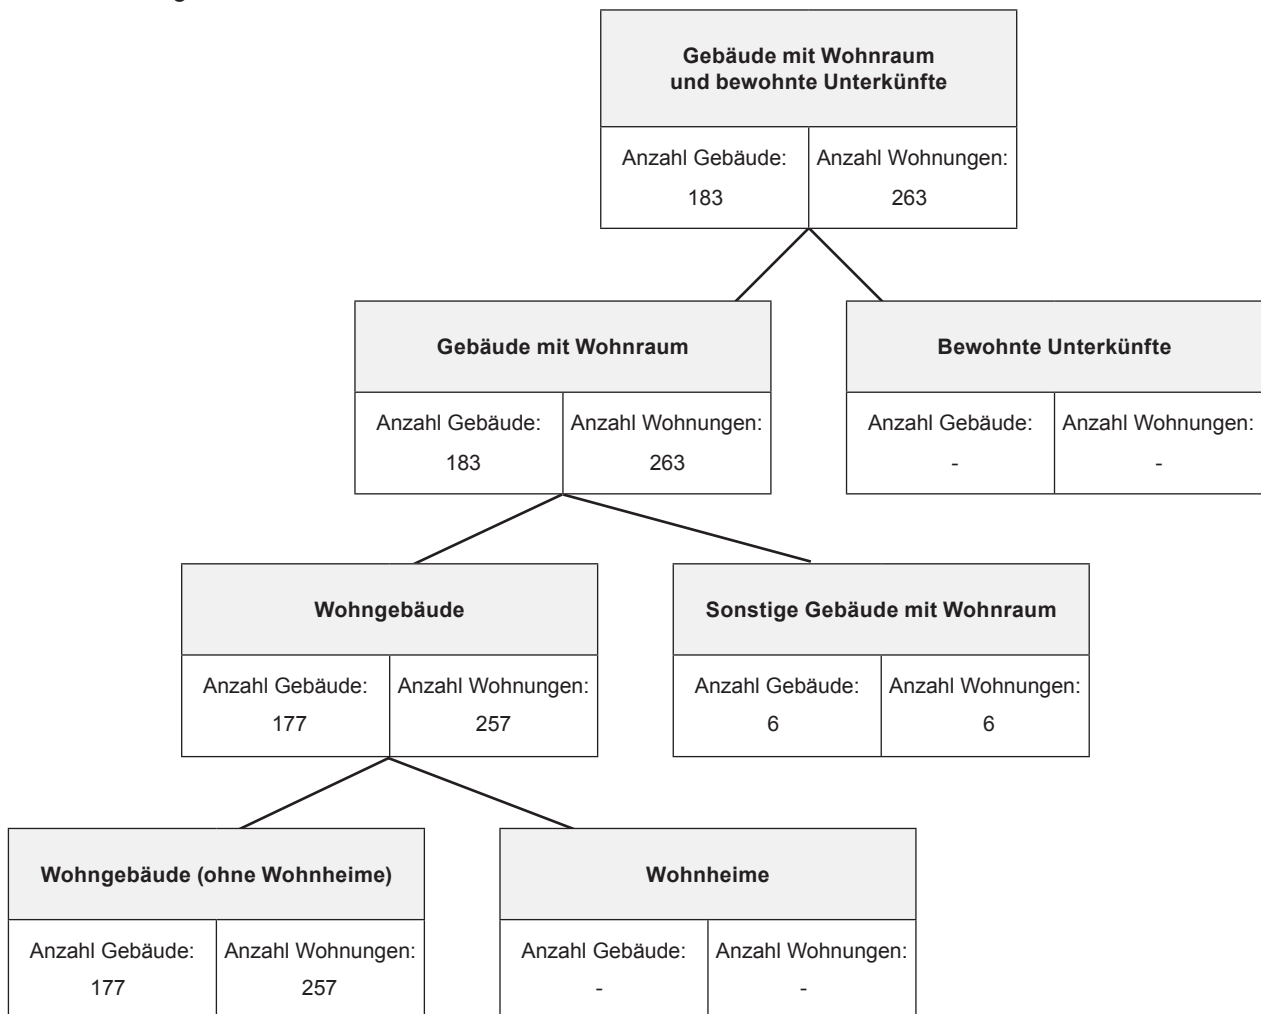 Gebäude mit Wohnraum
und bewohnte Unterkünfte
Anzahl Gebäude: Anzahl Wohnungen:
183 263
Gebäude mit Wohnraum Bewohnte Unterkünfte
Anzahl Gebäude: Anzahl Wohnungen: Anzahl Gebäude: Anzahl Wohnungen:
183 263 - -
Wohngebäude Sonstige Gebäude mit Wohnraum
Anzahl Gebäude: Anzahl Wohnungen: Anzahl Gebäude: Anzahl Wohnungen:
177 257 6 6
Wohngebäude (ohne Wohnheime) Wohnheime
Anzahl Gebäude: Anzahl Wohnungen: Anzahl Gebäude: Anzahl Wohnungen:
177 257 - -